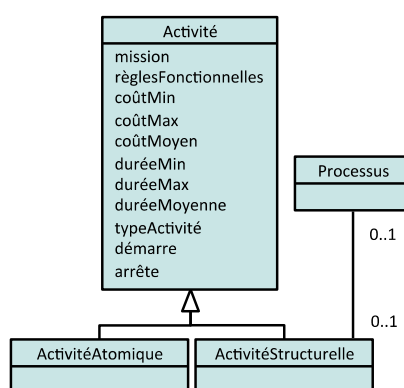 Activité
mission
règlesFonctionnelles
coûtMin
coûtMax
coûtMoyen
duréeMin
duréeMax
duréeMoyenne
typeActivité
démarre
arrête
Processus
0..1
0..1
ActivitéAtomique
ActivitéStructurelle